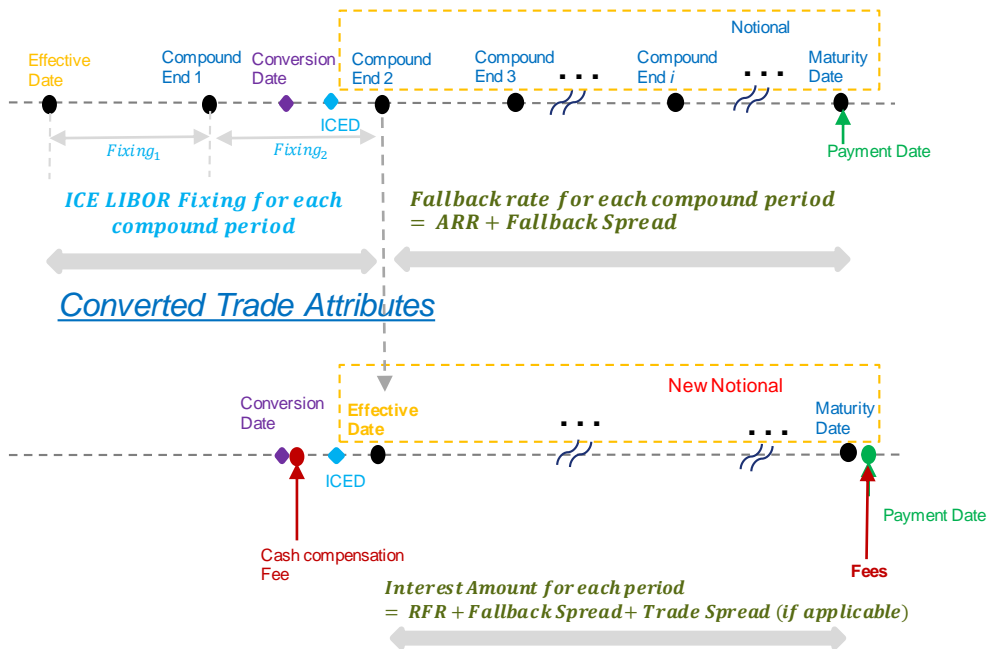 Notional
Effective
Date
Compound
End 1
Conversion
Date
Compound
End 2
Compound
End 3
...
Compound
End i
...
Maturity
Date
ICED
Fixing₁
Fixing₂
Payment Date
ICE LIBOR Fixing for each
compound period
Fallback rate for each compound period
= ARR + Fallback Spread
Converted Trade Attributes
New Notional
Conversion
Date
Effective
Date
...
...
Maturity
Date
ICED
Payment Date
Cash compensation
Fee
Fees
Interest Amount for each period
= RFR + Fallback Spread + Trade Spread (if applicable)